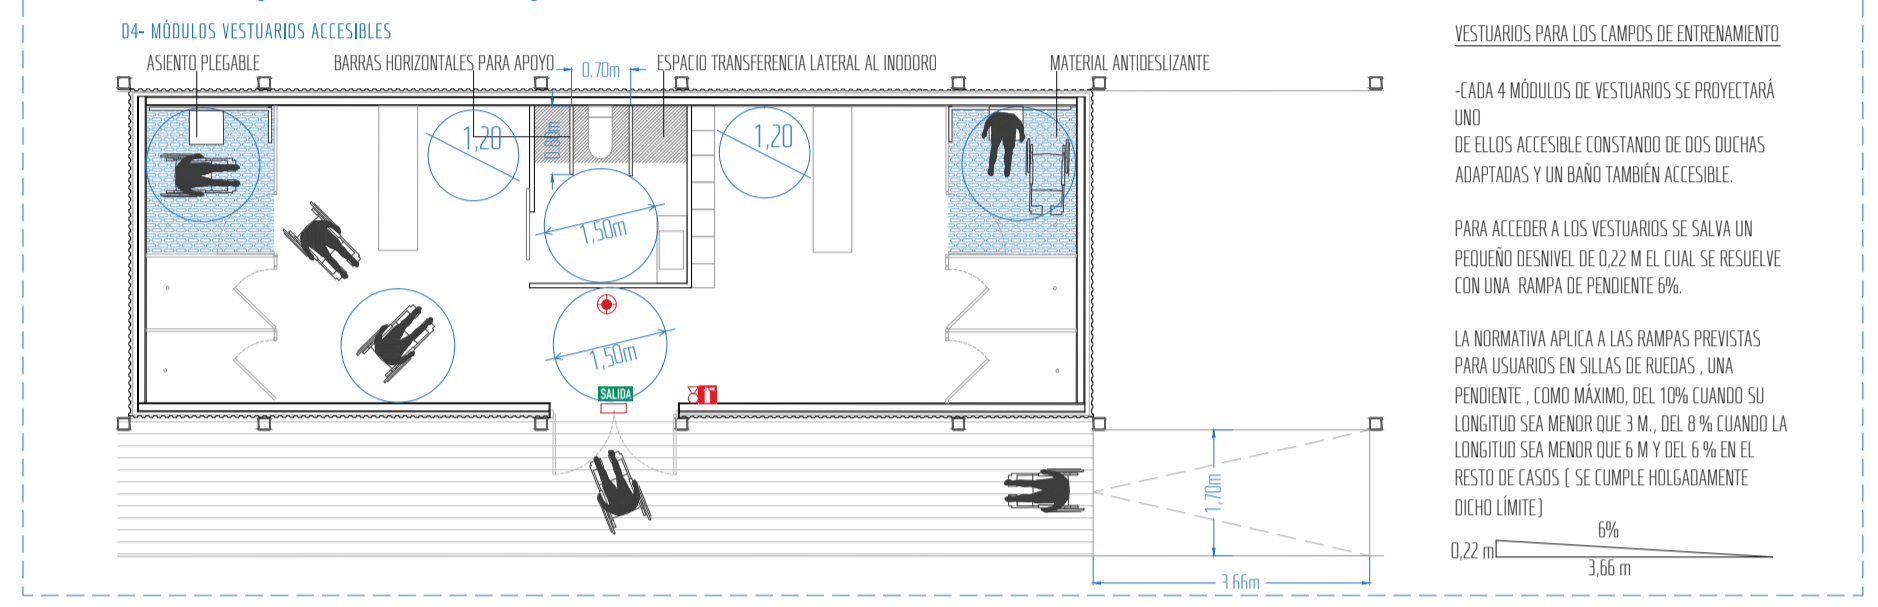 D4- MÓDULOS VESTUARIOS ACCESIBLES
ASIENTO PLEGABLE
BARRAS HORIZONTALES PARA APOYO
0.70m
ESPACIO TRANSFERENCIA LATERAL AL INODORO
MATERIAL ANTIDESLIZANTE
1,20
0.80m
1,20
1,50m
1,50m
SALIDA
1,70m
3.66m
VESTUARIOS PARA LOS CAMPOS DE ENTRENAMIENTO
-CADA 4 MÓDULOS DE VESTUARIOS SE PROYECTARÁ
UNO
DE ELLOS ACCESIBLE CONSTANDO DE DOS DUCHAS
ADAPTADAS Y UN BAÑO TAMBIÉN ACCESIBLE.
PARA ACCEDER A LOS VESTUARIOS SE SALVA UN
PEQUEÑO DESNIVEL DE 0,22 M EL CUAL SE RESUELVE
CON UNA RAMPA DE PENDIENTE 6%.
LA NORMATIVA APLICA A LAS RAMPAS PREVISTAS
PARA USUARIOS EN SILLAS DE RUEDAS , UNA
PENDIENTE , COMO MÁXIMO, DEL 10% CUANDO SU
LONGITUD SEA MENOR QUE 3 M., DEL 8 % CUANDO LA
LONGITUD SEA MENOR QUE 6 M Y DEL 6 % EN EL
RESTO DE CASOS ( SE CUMPLE HOLGADAMENTE
DICHO LÍMITE)
6%
0,22 m
3,66 m